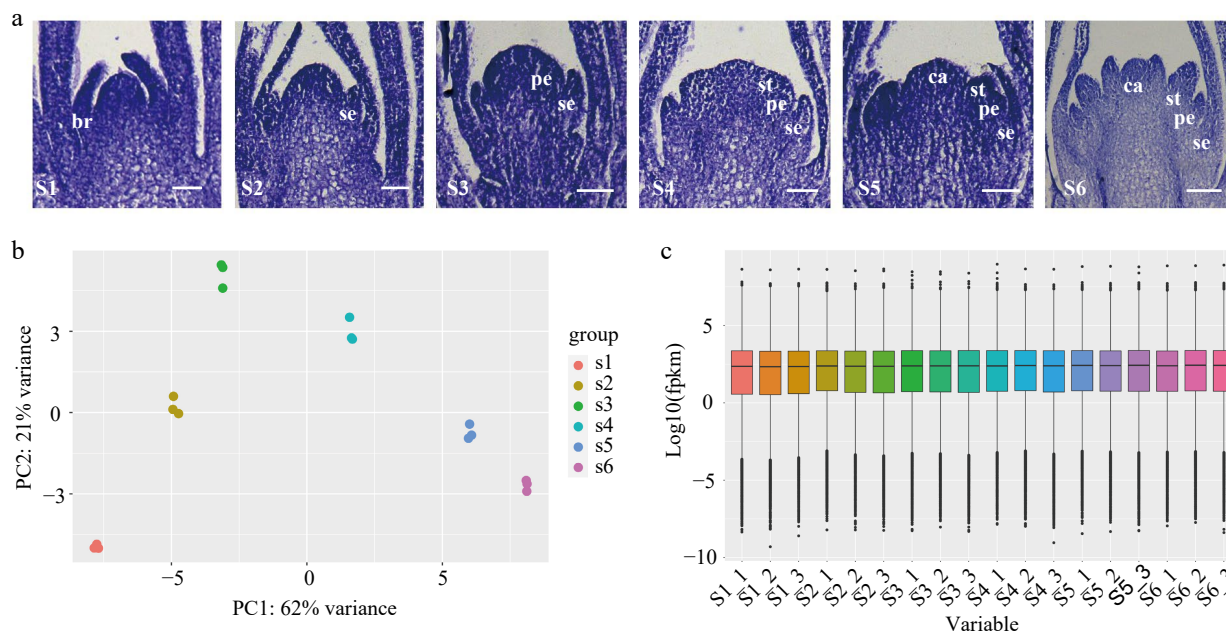 a
br
S1
se
S2
pe
se
S3
st
pe
se
S4
ca
st
pe
se
S5
ca
st
pe
se
S6
b
3
0
−3
PC2: 21% variance
−5
0
5
PC1: 62% variance
group
s1
s2
s3
s4
s5
s6
c
5
0
−5
−10
Log10(fpkm)
S1_1
S1_2
S1_3
S2_1
S2_2
S2_3
S3_1
S3_2
S3_3
S4_1
S4_2
S4_3
S5_1
S5_2
S5_3
S6_1
S6_2
Variable